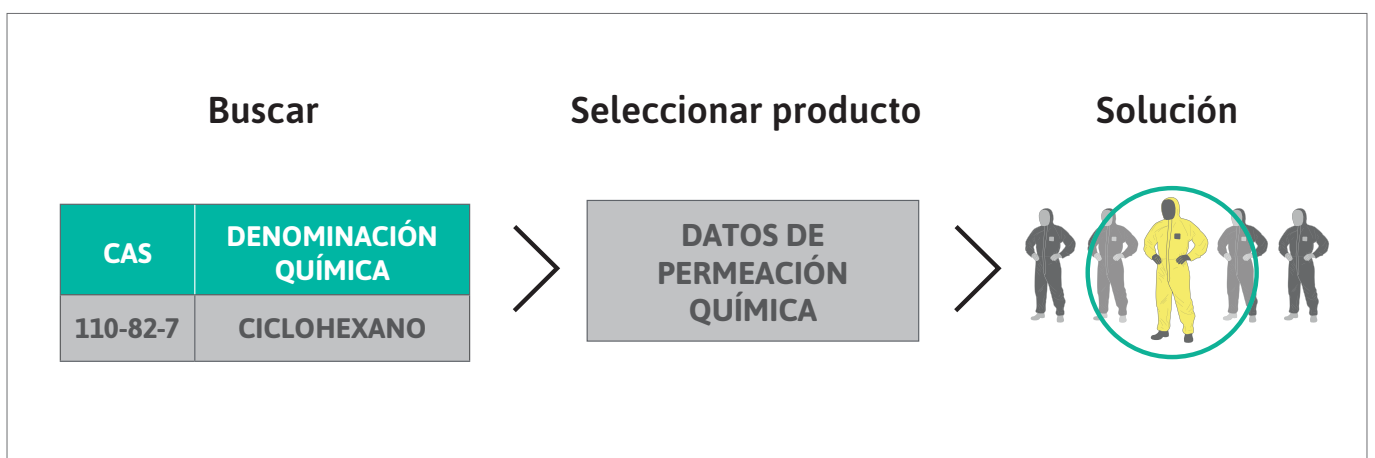 Buscar
Seleccionar producto
Solución
CAS
DENOMINACIÓN
QUÍMICA
110-82-7
CICLOHEXANO
DATOS DE
PERMEACIÓN
QUÍMICA